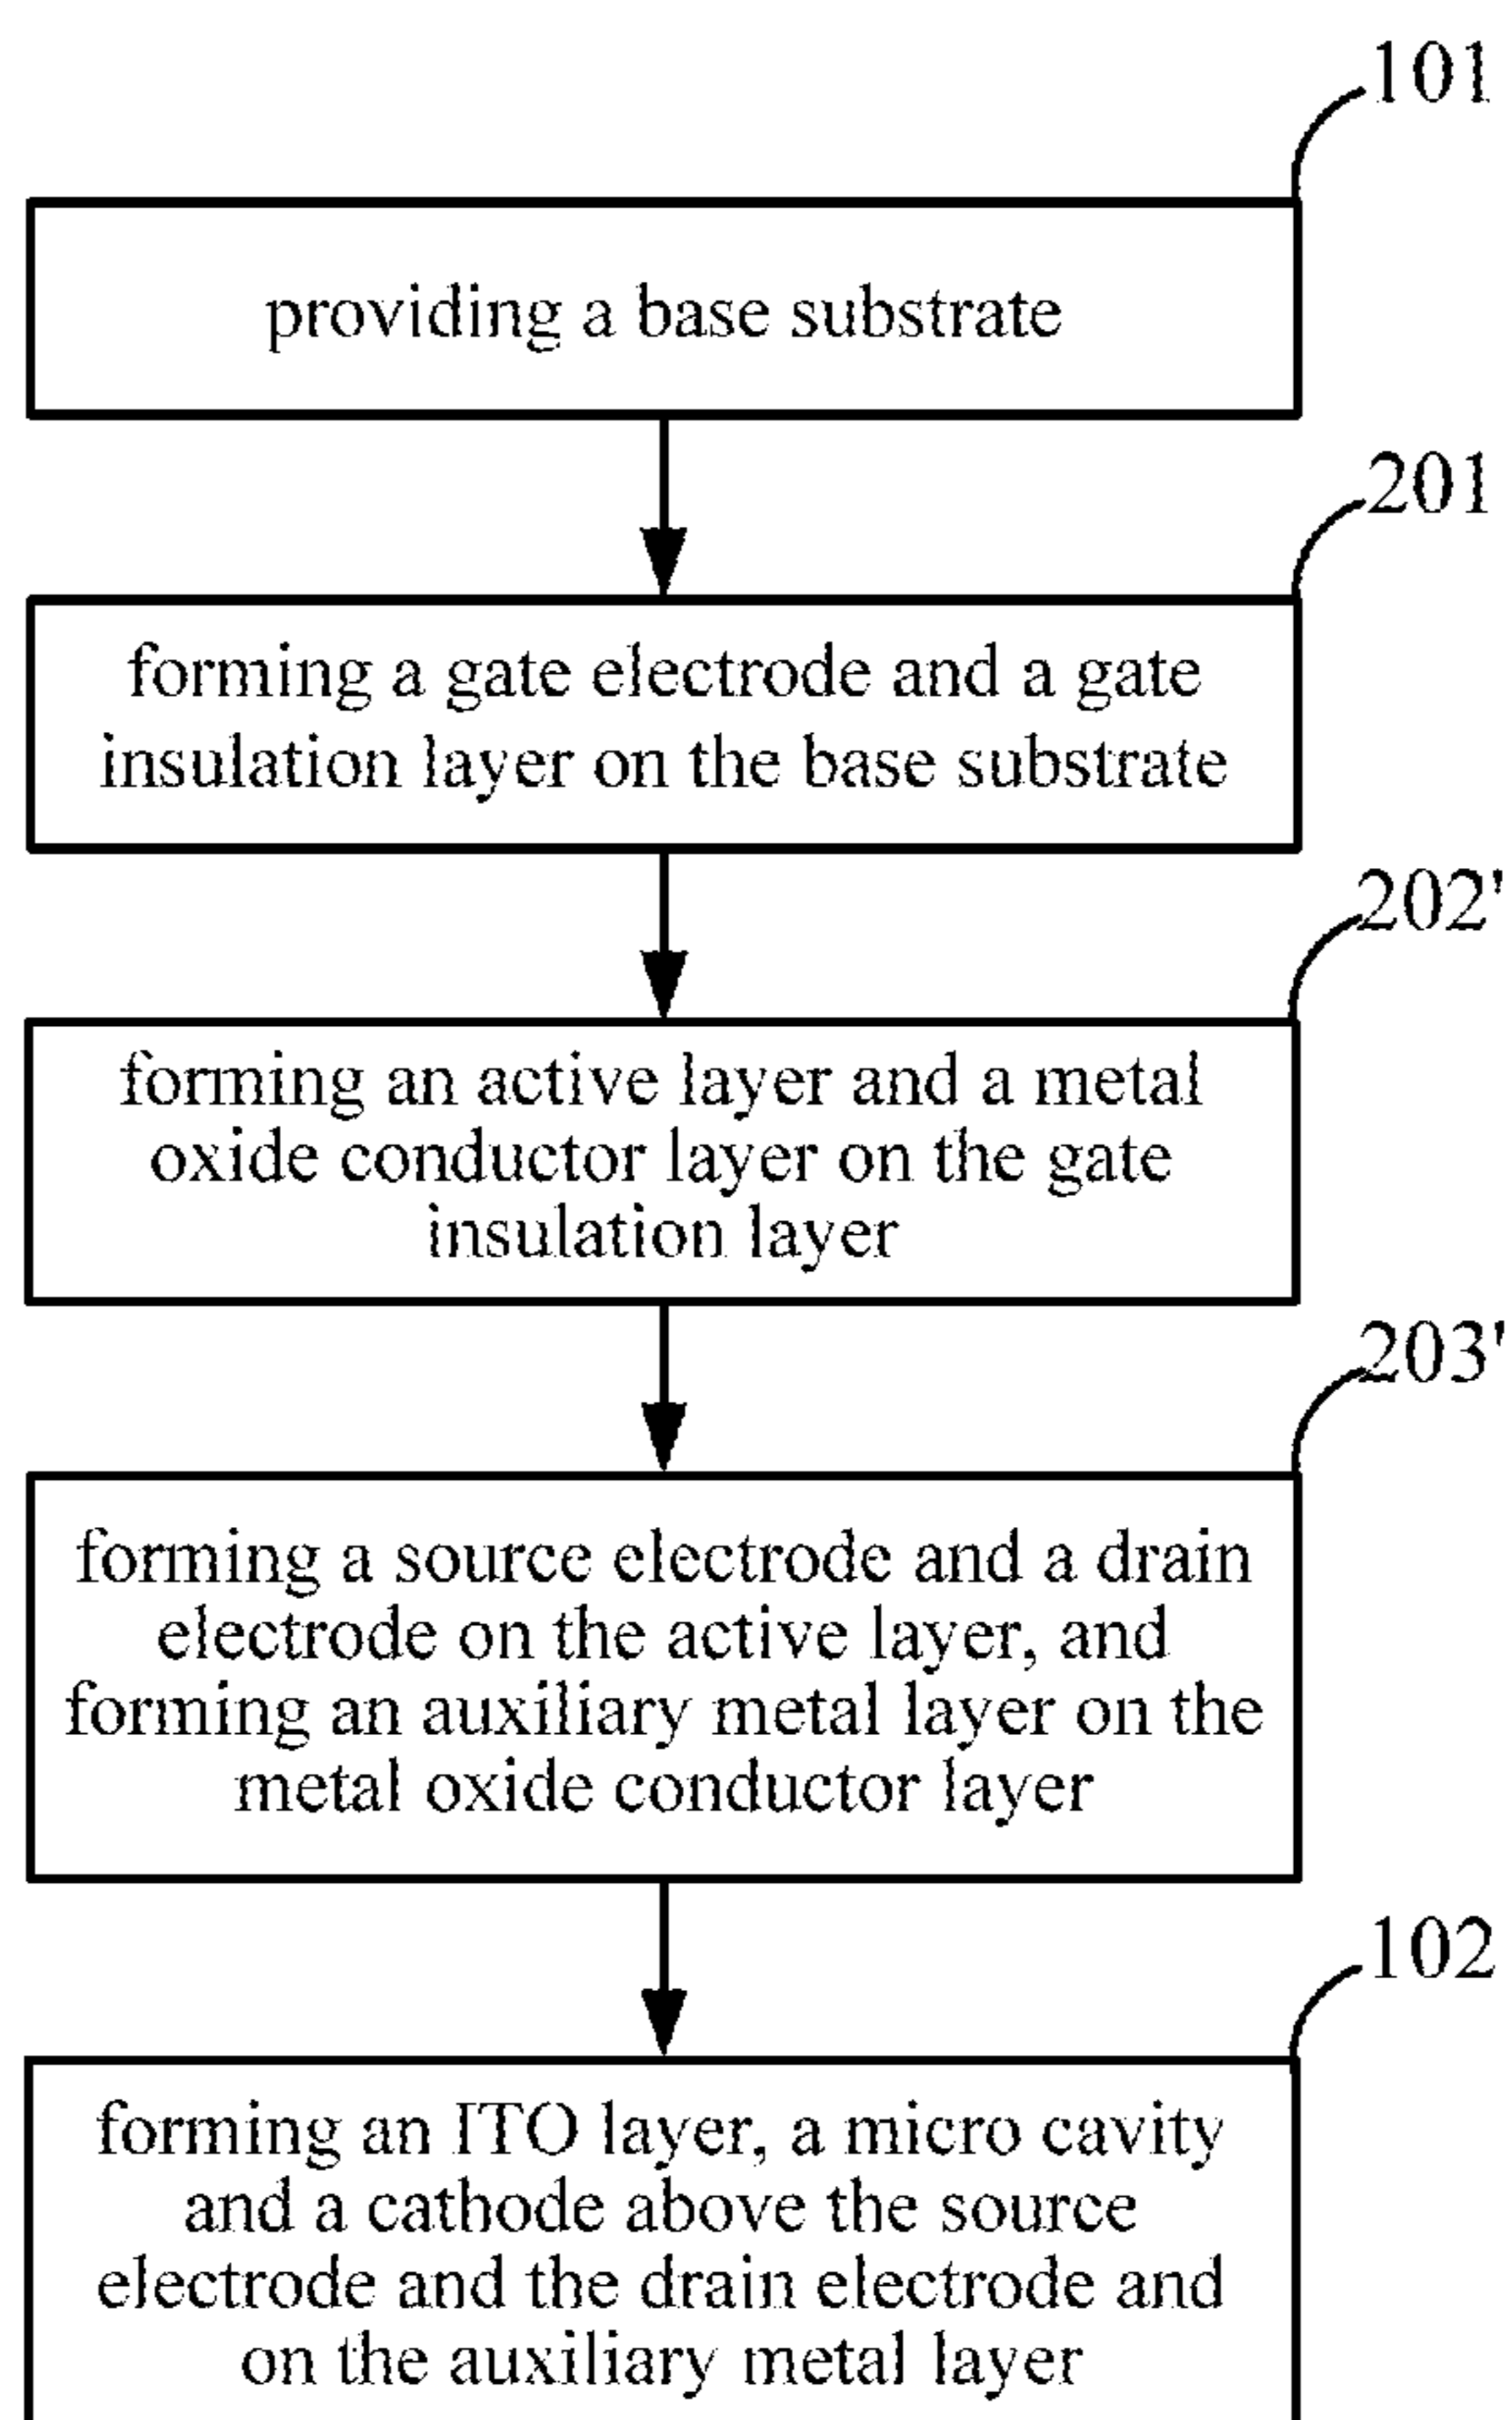 101
providing a base substrate
201
forming a gate electrode and a gate
insulation layer on the base substrate
202'
forming an active layer and a metal
oxide conductor layer on the gate
insulation layer
203'
forming a source electrode and a drain
electrode on the active layer, and
forming an auxiliary metal layer on the
metal oxide conductor layer
102
forming an ITO layer, a micro cavity
and a cathode above the source
electrode and the drain electrode and
on the auxiliary metal layer